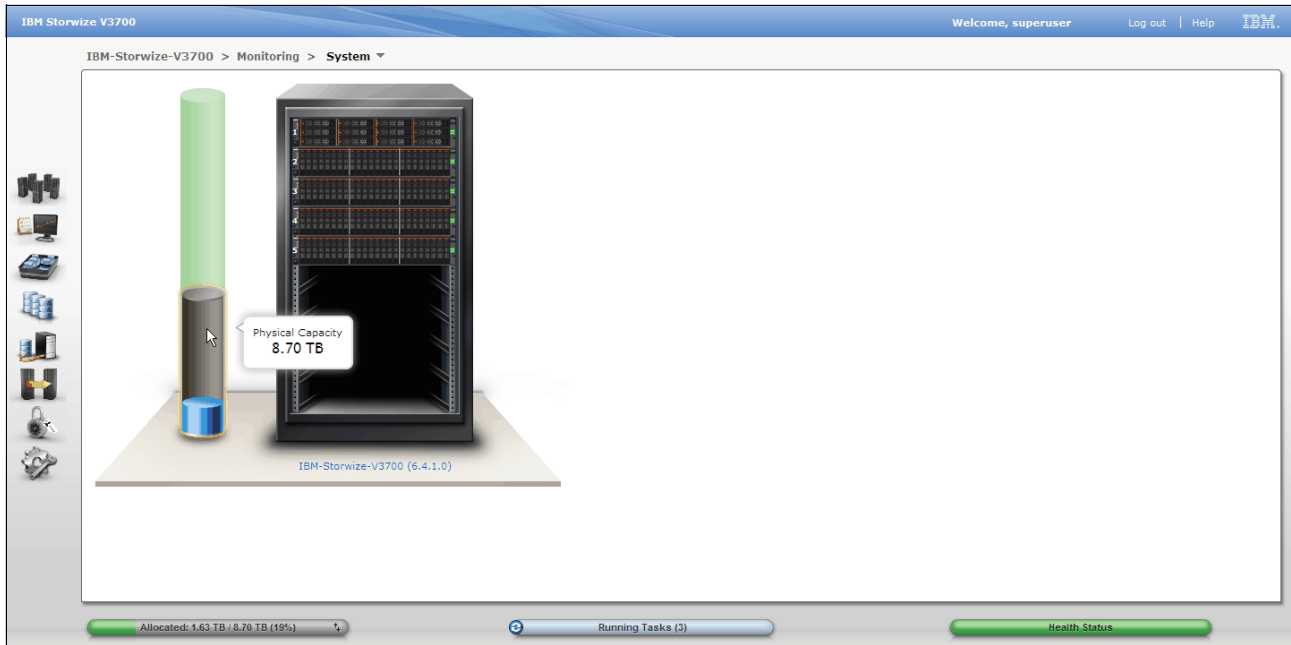 IBM Storwize V3700 Welcome, superuser Log out | Help IBM.
IBM-Storwize-V3700 > Monitoring > System
1
2
3
4
5
Physical Capacity
8.70 TB
IBM-Storwize-V3700 (6.4.1.0)
Allocated: 1.63 TB / 8.70 TB (19%) Running Tasks (3) Health Status